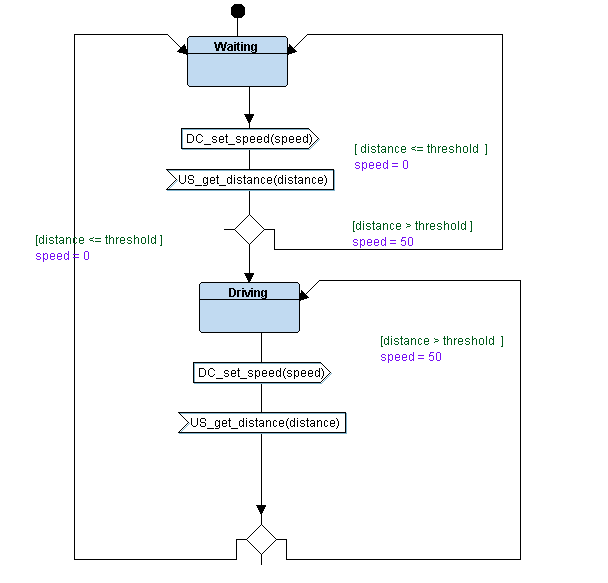 Waiting
DC_set_speed(speed)
[ distance <= threshold  ]
speed = 0
US_get_distance(distance)
[distance > threshold ]
speed = 50
[distance <= threshold ]
speed = 0
Driving
[distance > threshold  ]
speed = 50
DC_set_speed(speed)
US_get_distance(distance)